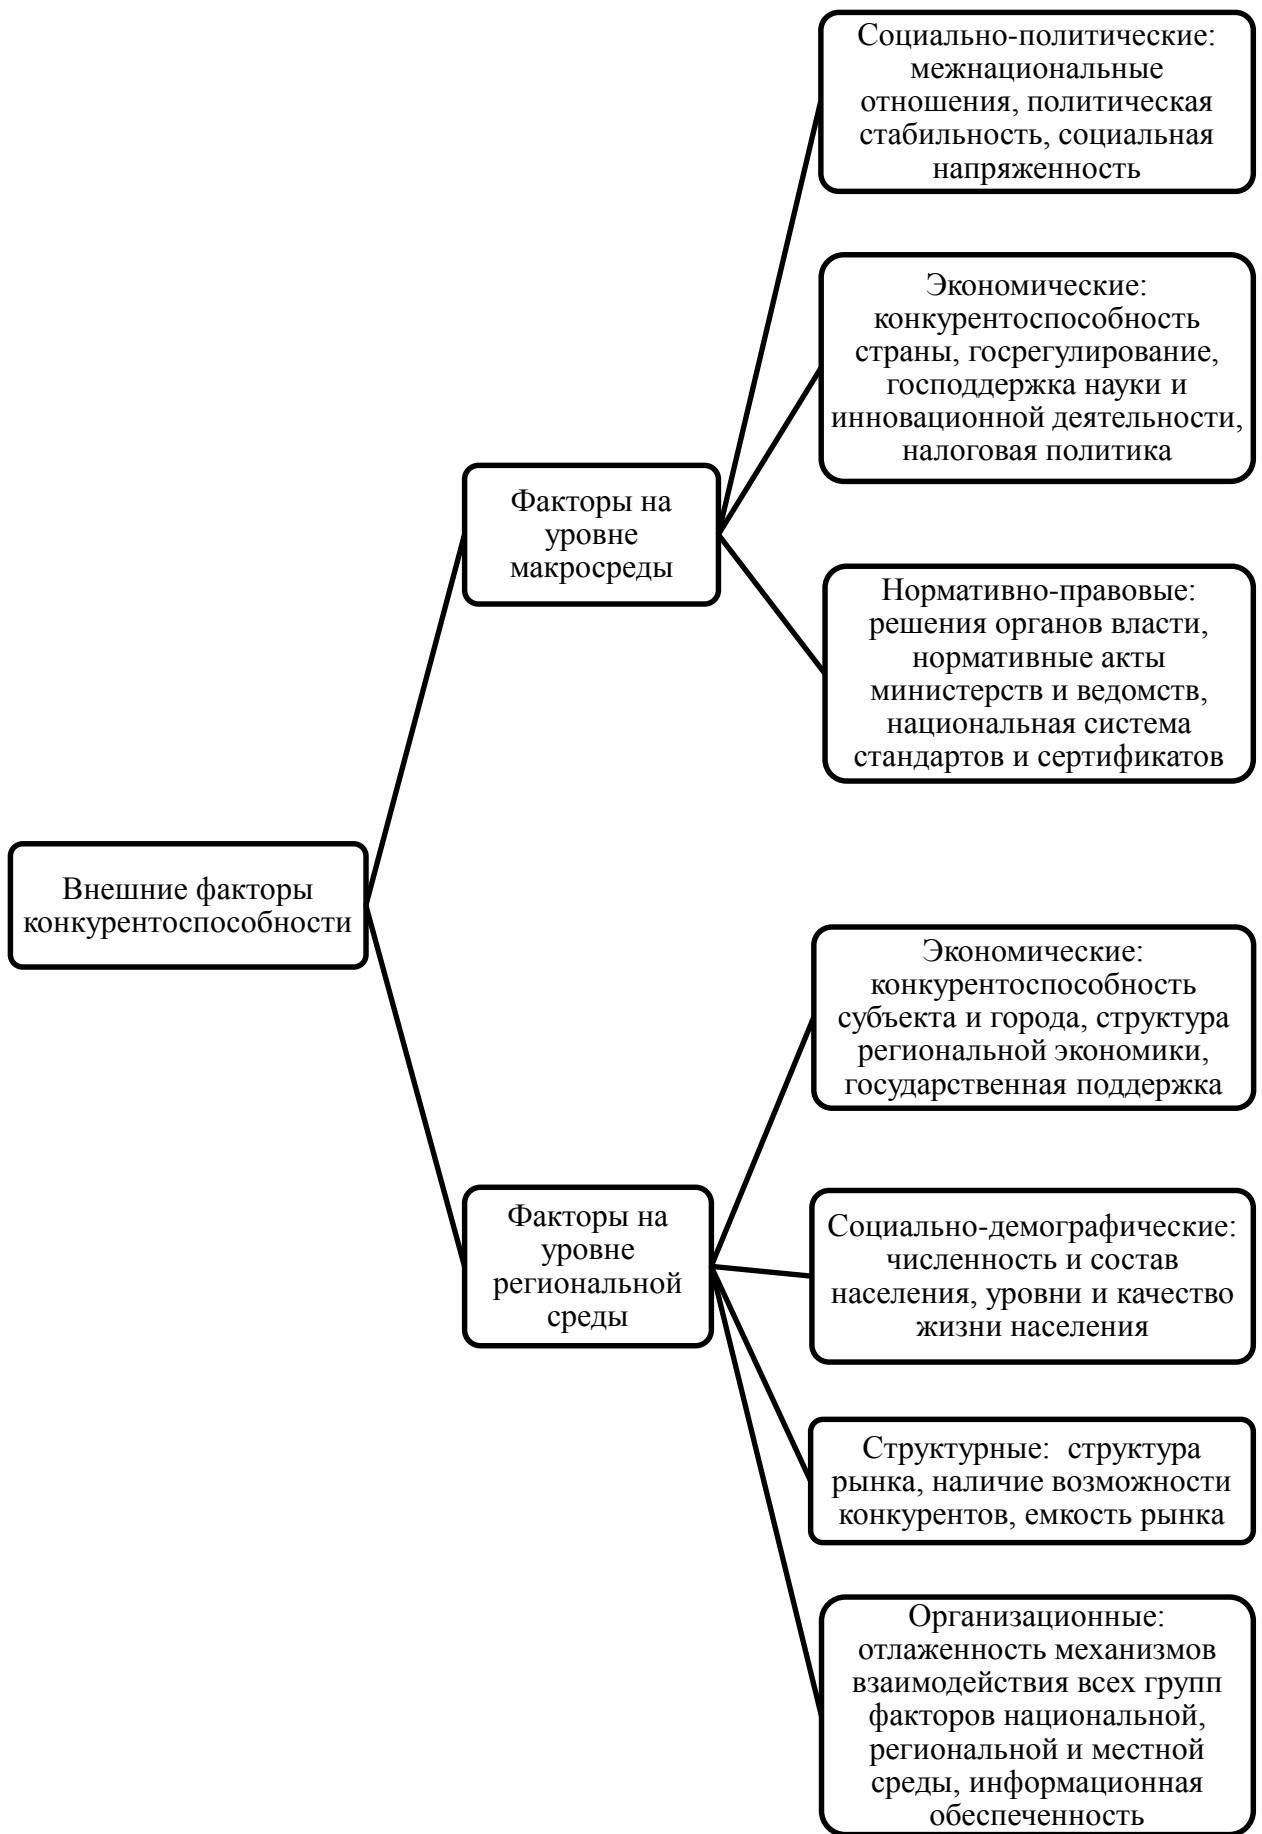 Социально-политические:
межнациональные
отношения, политическая
стабильность, социальная
напряженность
Экономические:
конкурентоспособность
страны, госрегулирование,
господдержка науки и
инновационной деятельности,
налоговая политика
Факторы на
уровне
макросреды
Нормативно-правовые:
решения органов власти,
нормативные акты
министерств и ведомств,
национальная система
стандартов и сертификатов
Внешние факторы
конкурентоспособности
Экономические:
конкурентоспособность
субъекта и города, структура
региональной экономики,
государственная поддержка
Факторы на
уровне
региональной
среды
Социально-демографические:
численность и состав
населения, уровни и качество
жизни населения
Структурные:  структура
рынка, наличие возможности
конкурентов, емкость рынка
Организационные:
отлаженность механизмов
взаимодействия всех групп
факторов национальной,
региональной и местной
среды, информационная
обеспеченность